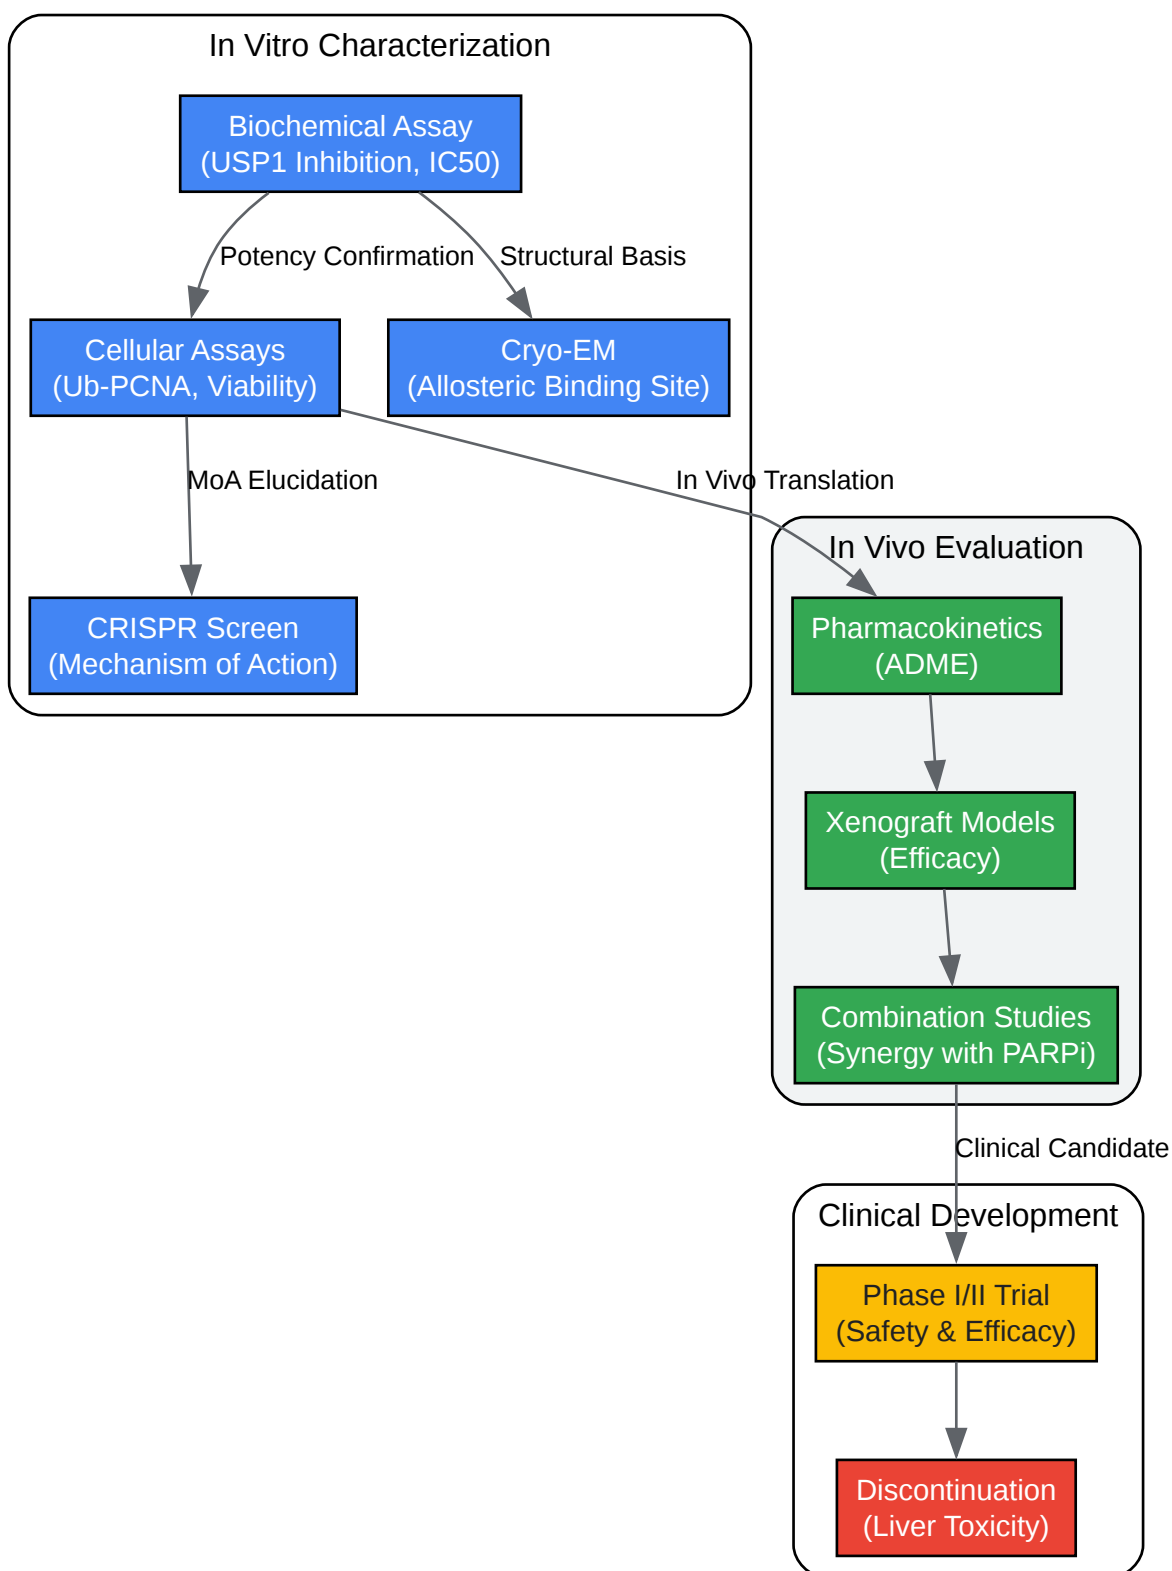 In Vitro Characterization
Biochemical Assay
(USP1 Inhibition, IC50)
Potency Confirmation
Structural Basis
Cellular Assays
(Ub-PCNA, Viability)
Cryo-EM
(Allosteric Binding Site)
MoA Elucidation
In Vivo Translation
CRISPR Screen
(Mechanism of Action)
In Vivo Evaluation
Pharmacokinetics
(ADME)
Xenograft Models
(Efficacy)
Combination Studies
(Synergy with PARPi)
Clinical Candidate
Clinical Development
Phase I/II Trial
(Safety & Efficacy)
Discontinuation
(Liver Toxicity)